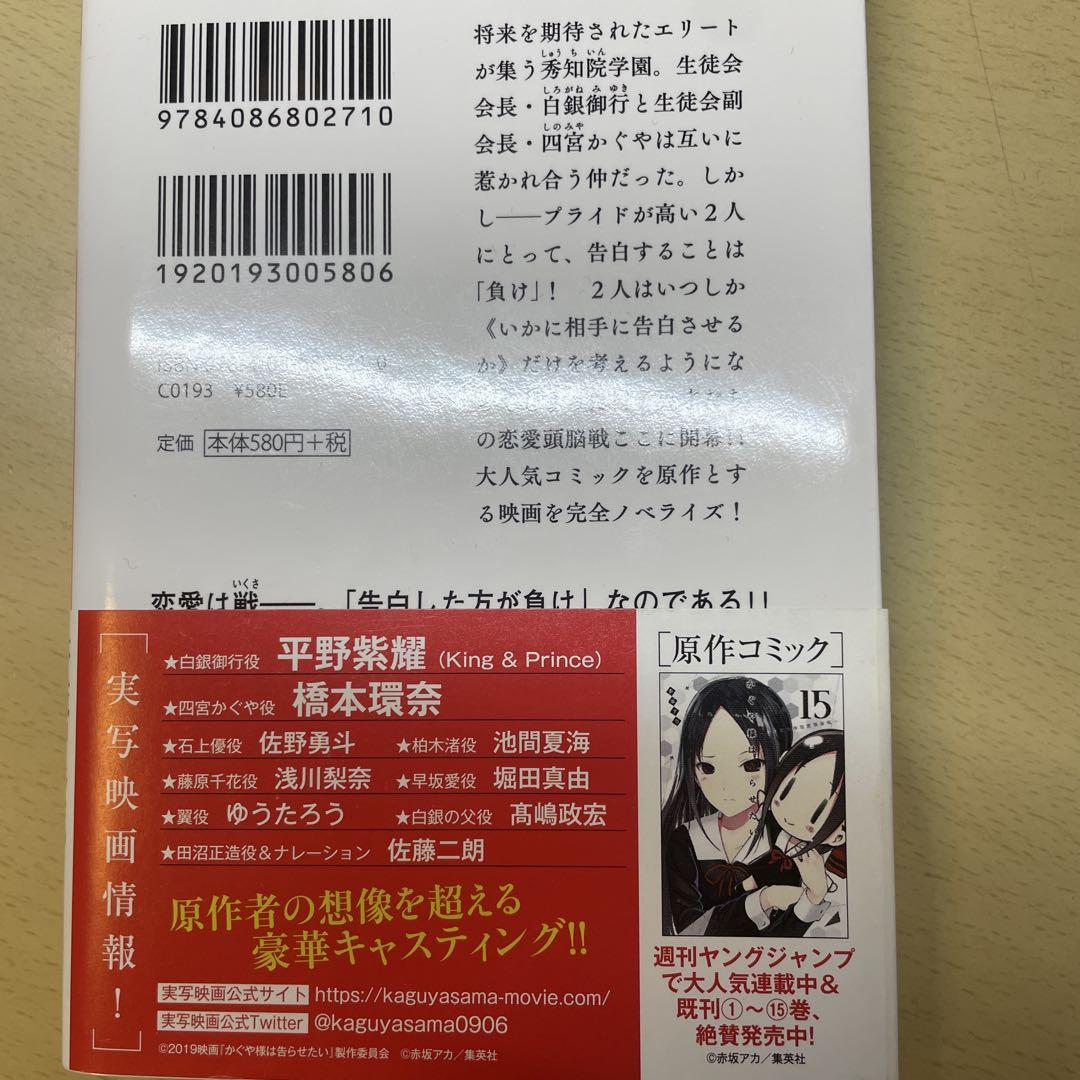 9784086802710
1920193005806
C0193 ¥580E
定価 本体580円+税
将来を期待されたエリート
が集う秀知院学園。生徒会
会長・白銀御行と生徒会副
会長・四宮かぐやは互いに
惹かれ合う仲だった。しか
し――プライドが高い2人
にとって、告白することは
「負け」! 2人はいつしか
《いかに相手に告白させる
か》だけを考えるようにな
の恋愛頭脳戦ここに開幕!!
大人気コミックを原作とす
る映画を完全ノベライズ!
恋愛は戦――。「告白した方が負け」なのである!!
[実写映画情報!]
★白銀御行役 平野紫耀(King & Prince)
★四宮かぐや役 橋本環奈
★石上優役 佐野勇斗 ★柏木渚役 池間夏海
★藤原千花役 浅川梨奈 ★早坂愛役 堀田真由
★翼役 ゆうたろう ★白銀の父役 髙嶋政宏
★田沼正造役&ナレーション 佐藤二朗
原作者の想像を超える
豪華キャスティング!!
実写映画公式サイト https://kaguyasama-movie.com/
実写映画公式Twitter @kaguyasama0906
©2019映画『かぐや様は告らせたい』製作委員会 ©赤坂アカ/集英社
[原作コミック]
15
週刊ヤングジャンプ
で大人気連載中&
既刊①~⑮巻、
絶賛発売中!
©赤坂アカ/集英社